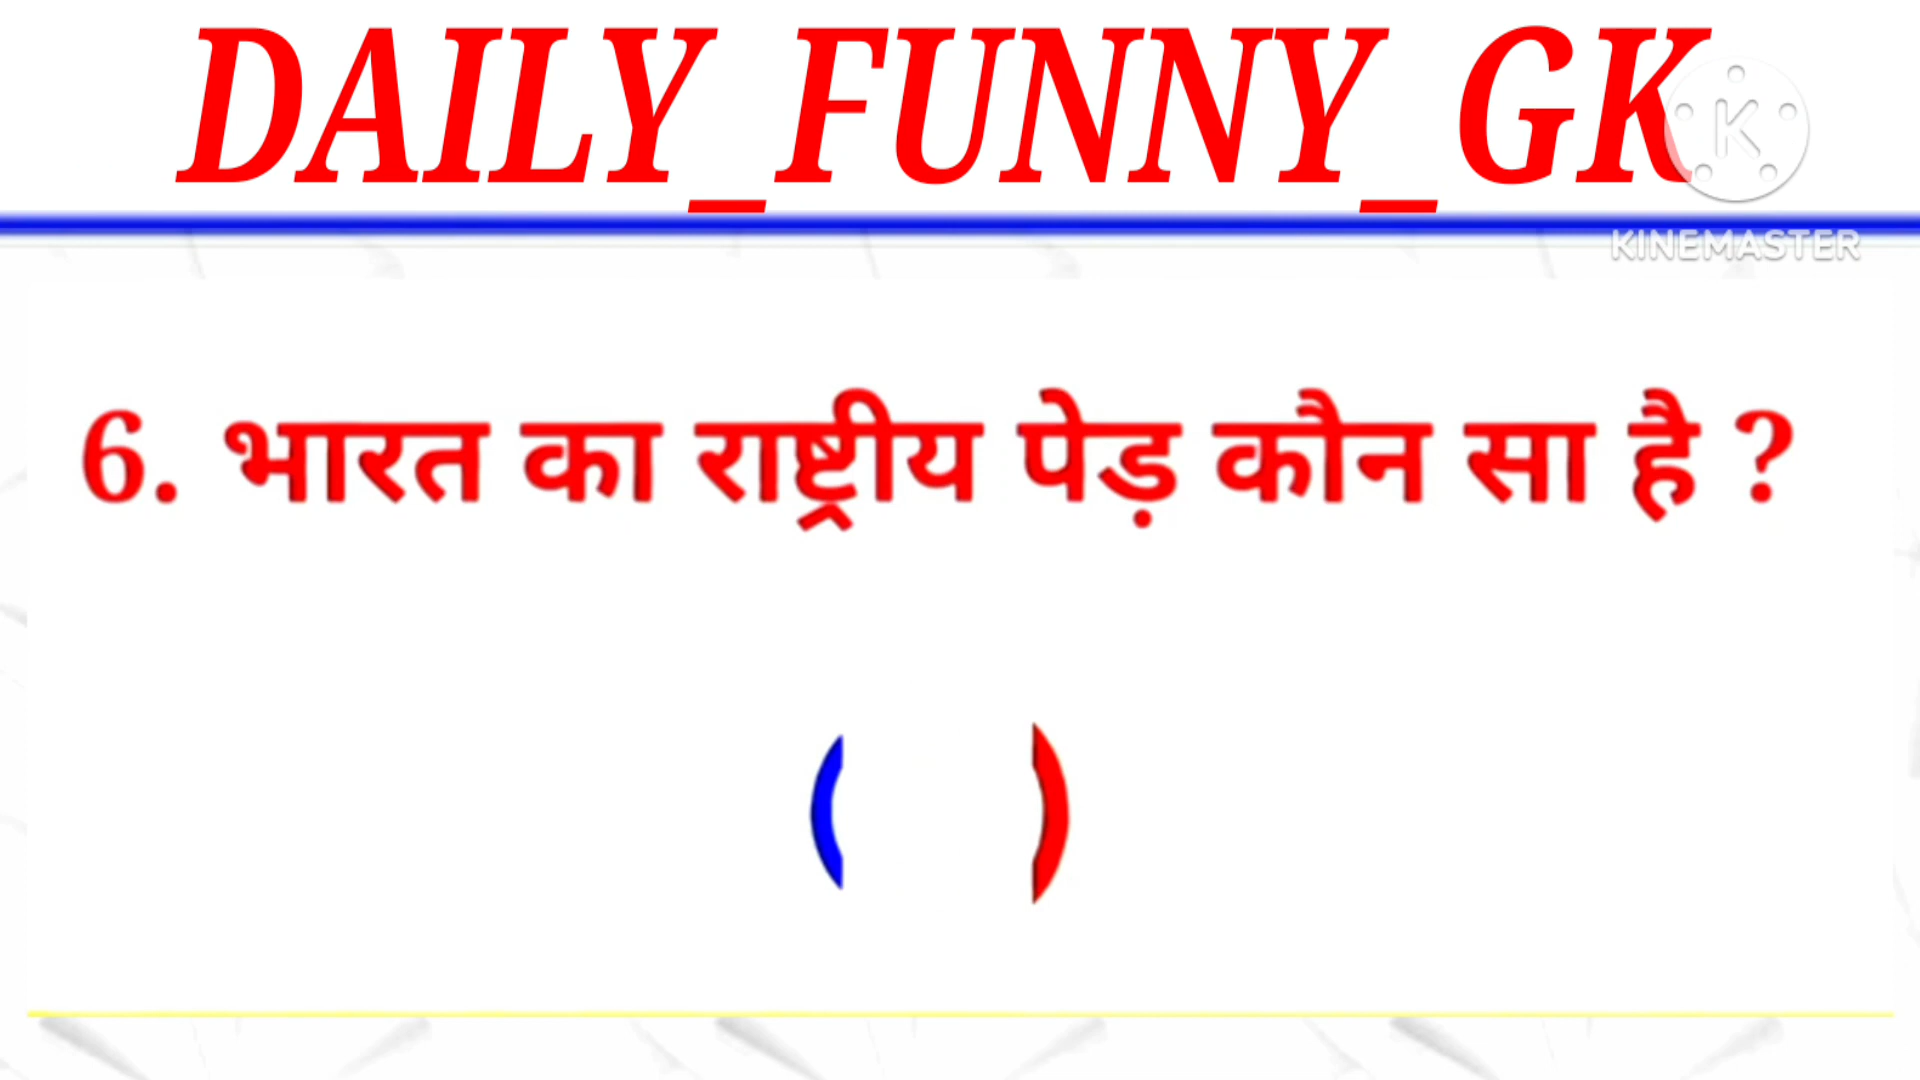 DAILY_FUNNY_GK
K
KINEMASTER
6. भारत का राष्ट्रीय पेड़ कौन सा है ?
( )